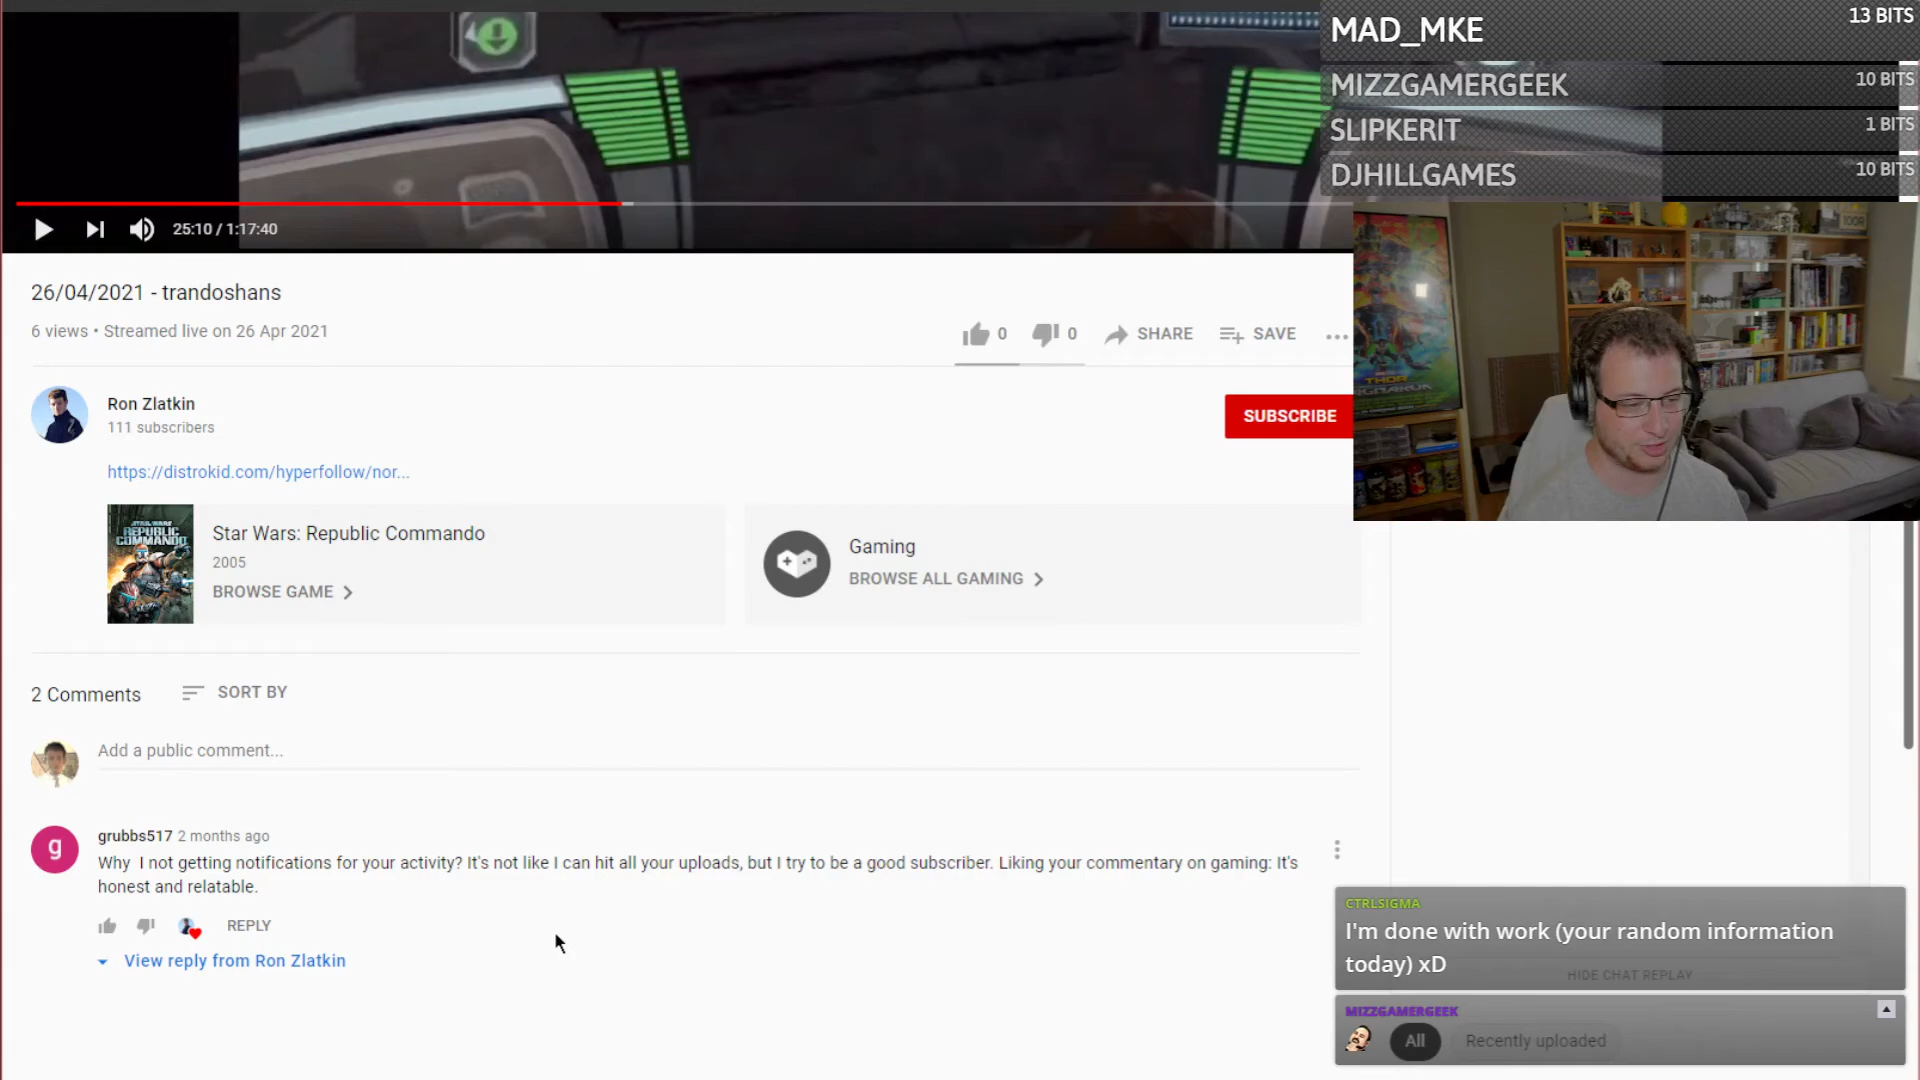 MAD_MKE
13 BITS
MIZZGAMERGEEK
10 BITS
SLIPKERIT
1 BITS
DJHILLGAMES
10 BITS
25:10 / 1:17:40
26/04/2021 - trandoshans
6 views • Streamed live on 26 Apr 2021
0
0
SHARE
SAVE
Ron Zlatkin
111 subscribers
SUBSCRIBE
https://distrokid.com/hyperfollow/nor...
STAR WARS
REPUBLIC
COMMANDO
Star Wars: Republic Commando
2005
BROWSE GAME
Gaming
BROWSE ALL GAMING
THOR
2 Comments
SORT BY
Add a public comment...
g
grubbs517 2 months ago
Why I not getting notifications for your activity? It's not like I can hit all your uploads, but I try to be a good subscriber. Liking your commentary on gaming: It's
honest and relatable.
REPLY
View reply from Ron Zlatkin
CTRLSIGMA
I'm done with work (your random information
today) xD
HIDE CHAT REPLAY
MIZZGAMERGEEK
All
Recently uploaded